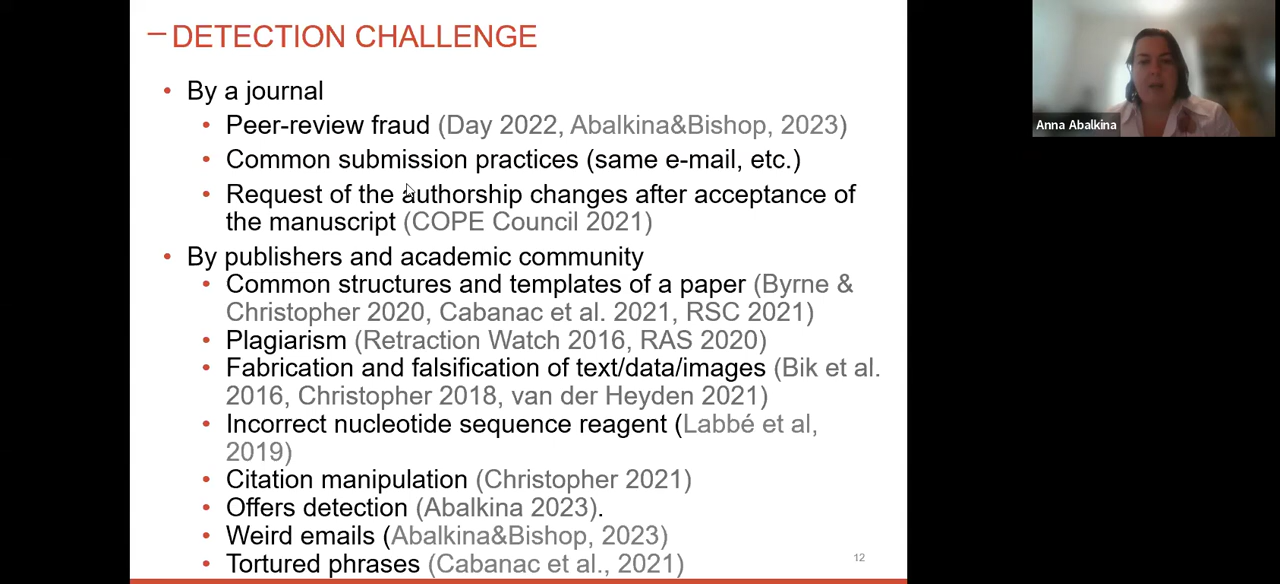 – DETECTION CHALLENGE
• By a journal
• Peer-review fraud (Day 2022, Abalkina&Bishop, 2023)
• Common submission practices (same e-mail, etc.)
• Request of the authorship changes after acceptance of
the manuscript (COPE Council 2021)
• By publishers and academic community
• Common structures and templates of a paper (Byrne &
Christopher 2020, Cabanac et al. 2021, RSC 2021)
• Plagiarism (Retraction Watch 2016, RAS 2020)
• Fabrication and falsification of text/data/images (Bik et al.
2016, Christopher 2018, van der Heyden 2021)
• Incorrect nucleotide sequence reagent (Labbé et al,
2019)
• Citation manipulation (Christopher 2021)
• Offers detection (Abalkina 2023).
• Weird emails (Abalkina&Bishop, 2023)
• Tortured phrases (Cabanac et al., 2021)
12
Anna Abalkina